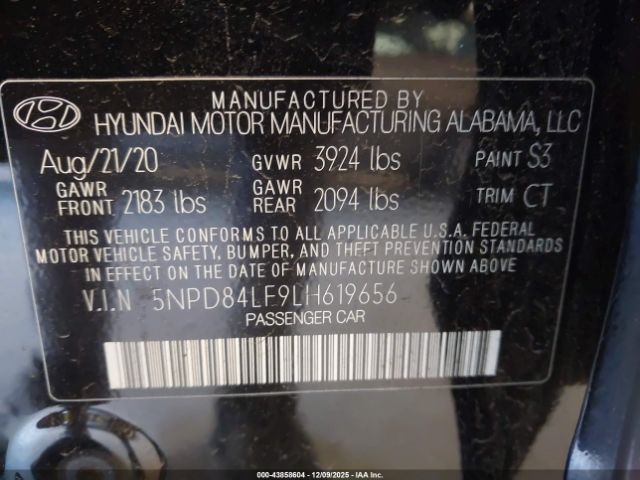 MANUFACTURED BY
HYUNDAI MOTOR MANUFACTURING ALABAMA, LLC
Aug/21/20 GVWR 3924 lbs PAINT S3
GAWR FRONT 2183 lbs GAWR REAR 2094 lbs TRIM CT
THIS VEHICLE CONFORMS TO ALL APPLICABLE U.S.A. FEDERAL
MOTOR VEHICLE SAFETY, BUMPER, AND THEFT PREVENTION STANDARDS
IN EFFECT ON THE DATE OF MANUFACTURE SHOWN ABOVE.
V.I.N 5NPD84LF9LH619656
PASSENGER CAR
000-43858604 • 12/09/2025 - IAA Inc.